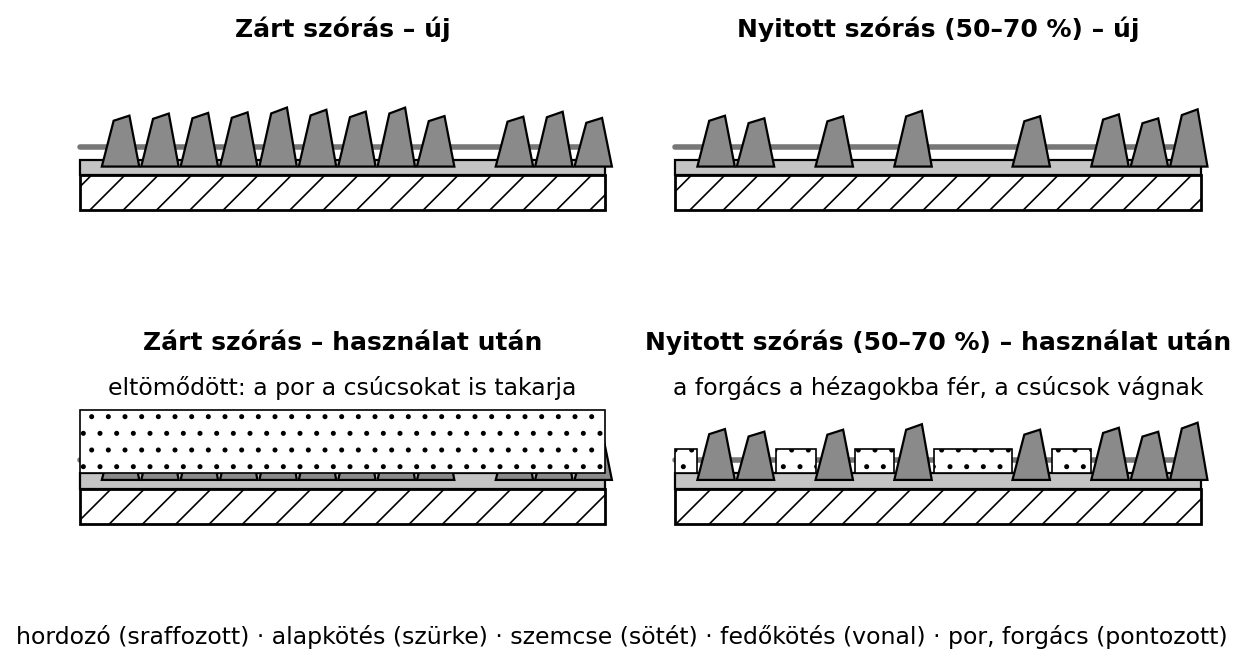 Zárt szórás – új
Nyitott szórás (50–70 %) – új
Zárt szórás – használat után
Nyitott szórás (50–70 %) – használat után
eltömődött: a por a csúcsokat is takarja
a forgács a hézagokba fér, a csúcsok vágnak
hordozó (sraffozott) · alapkötés (szürke) · szemcse (sötét) · fedőkötés (vonal) · por, forgács (pontozott)